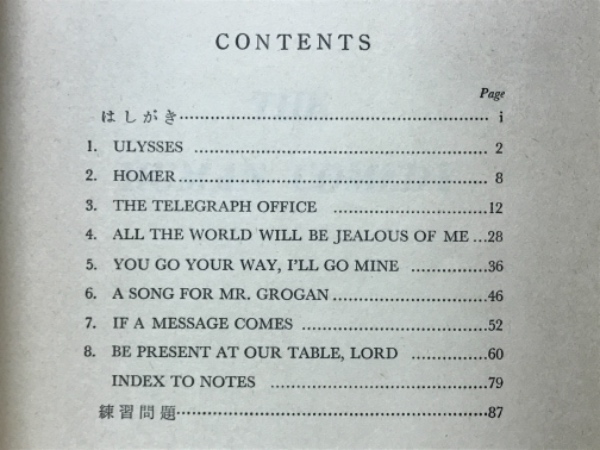 CONTENTS
Page
はしがき……………………………………………… i
1. ULYSSES ……………………………………………… 2
2. HOMER……………………………………………… 8
3. THE TELEGRAPH OFFICE ………………………12
4. ALL THE WORLD WILL BE JEALOUS OF ME …28
5. YOU GO YOUR WAY, I'LL GO MINE ……………36
6. A SONG FOR MR. GROGAN………………………46
7. IF A MESSAGE COMES ……………………………52
8. BE PRESENT AT OUR TABLE, LORD ……………60
INDEX TO NOTES ……………………………………79
練習問題………………………………………………87